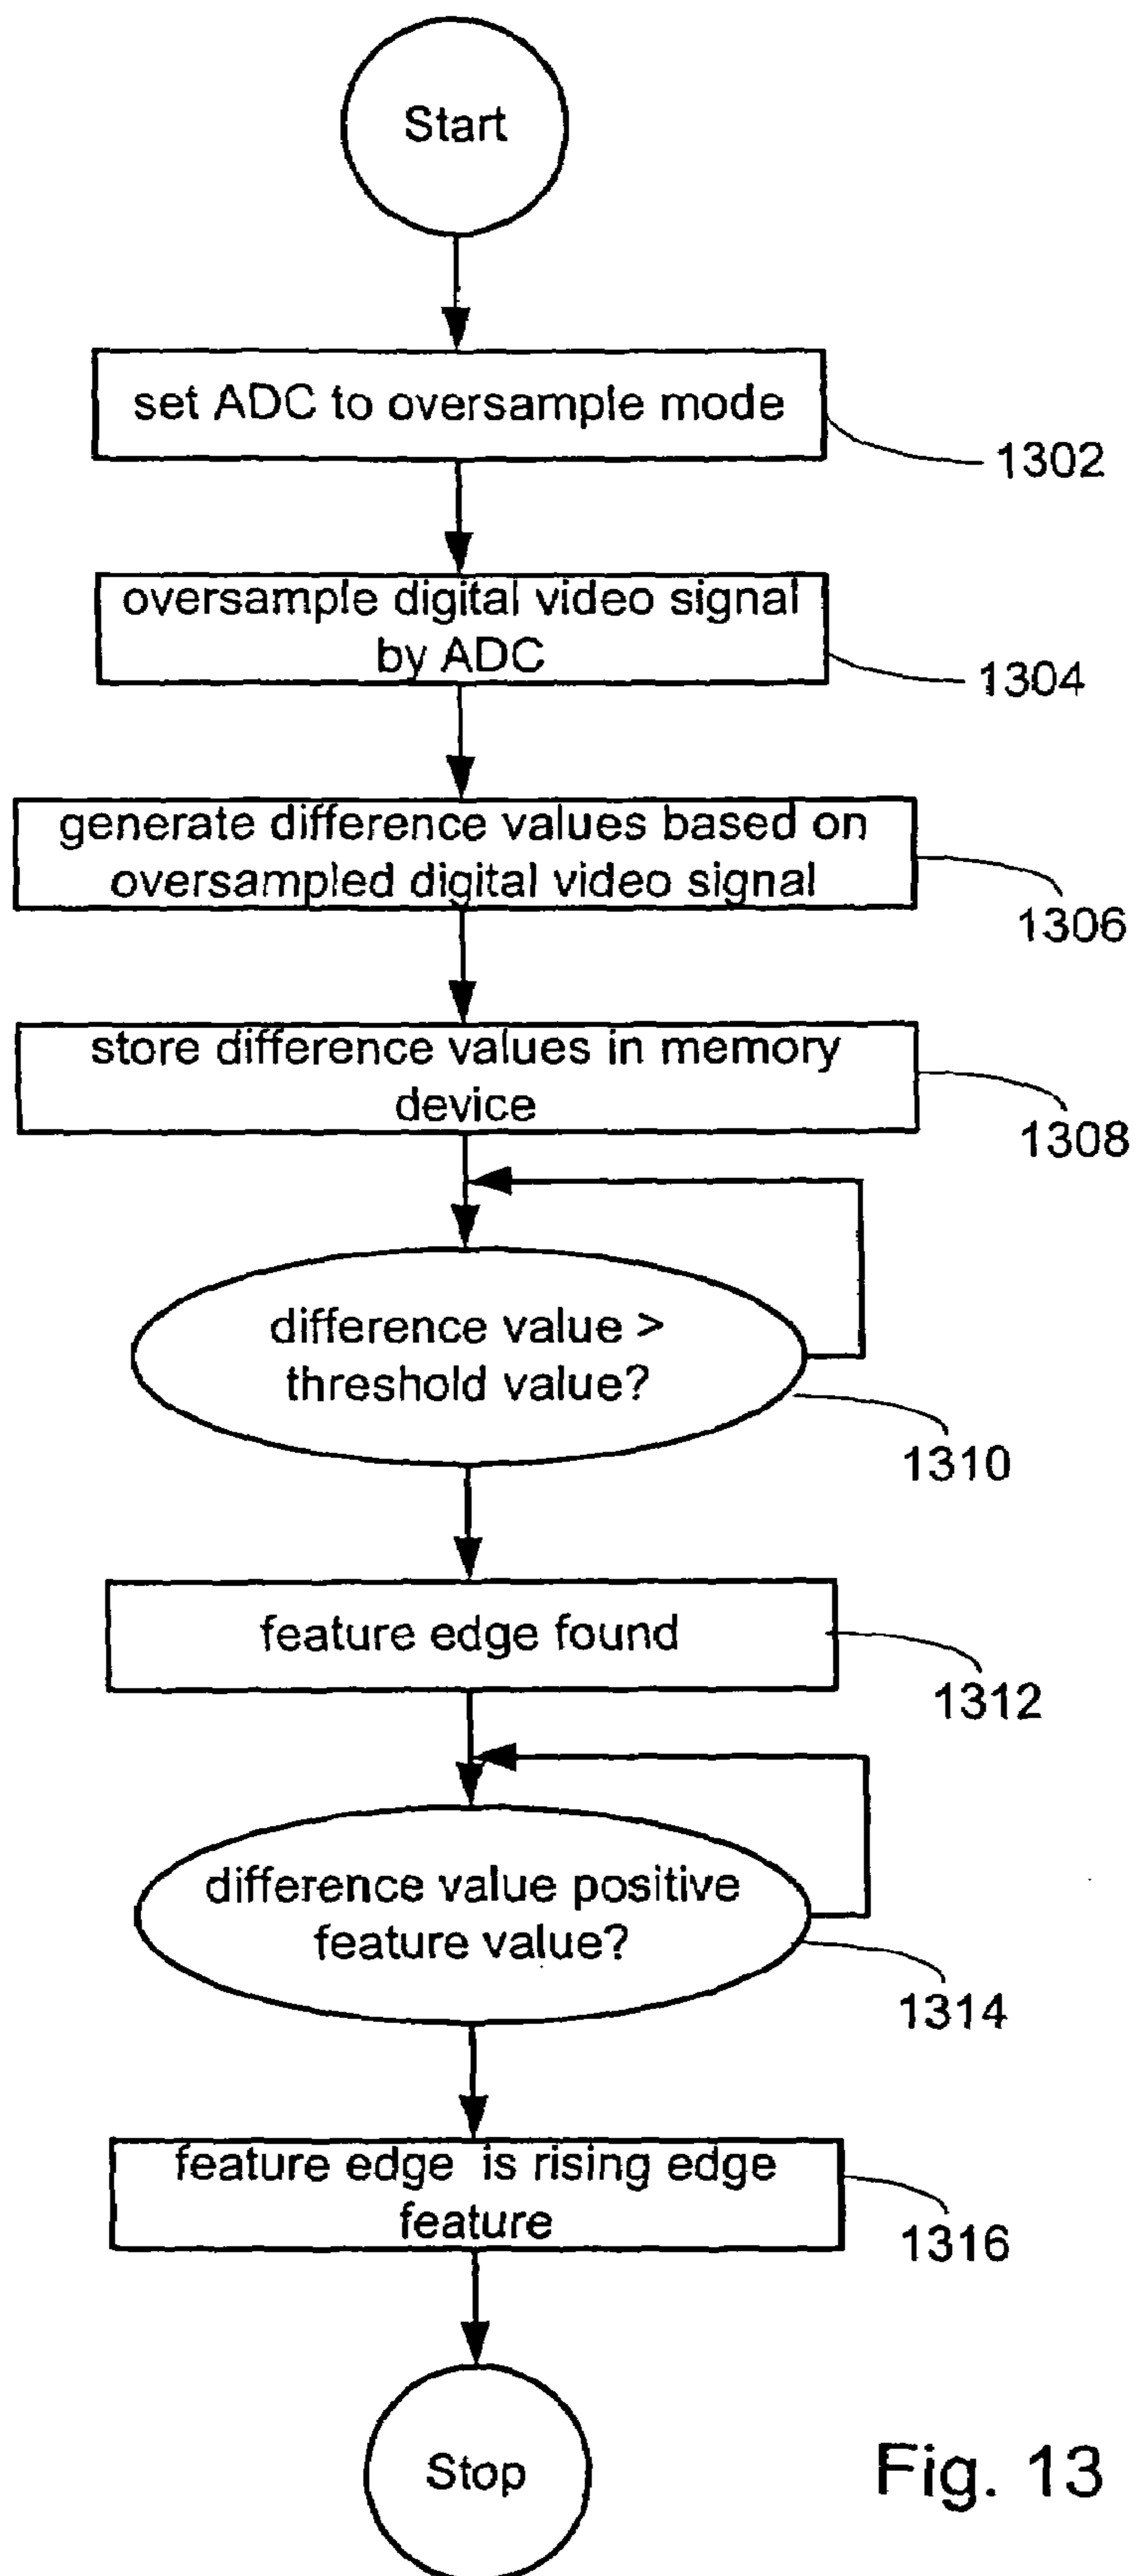 Start
set ADC to oversample mode
1302
oversample digital video signal
by ADC
1304
generate difference values based on
oversampled digital video signal
1306
store difference values in memory
device
1308
difference value >
threshold value?
1310
feature edge found
1312
difference value positive
feature value?
1314
feature edge is rising edge
feature
1316
Stop
Fig. 13